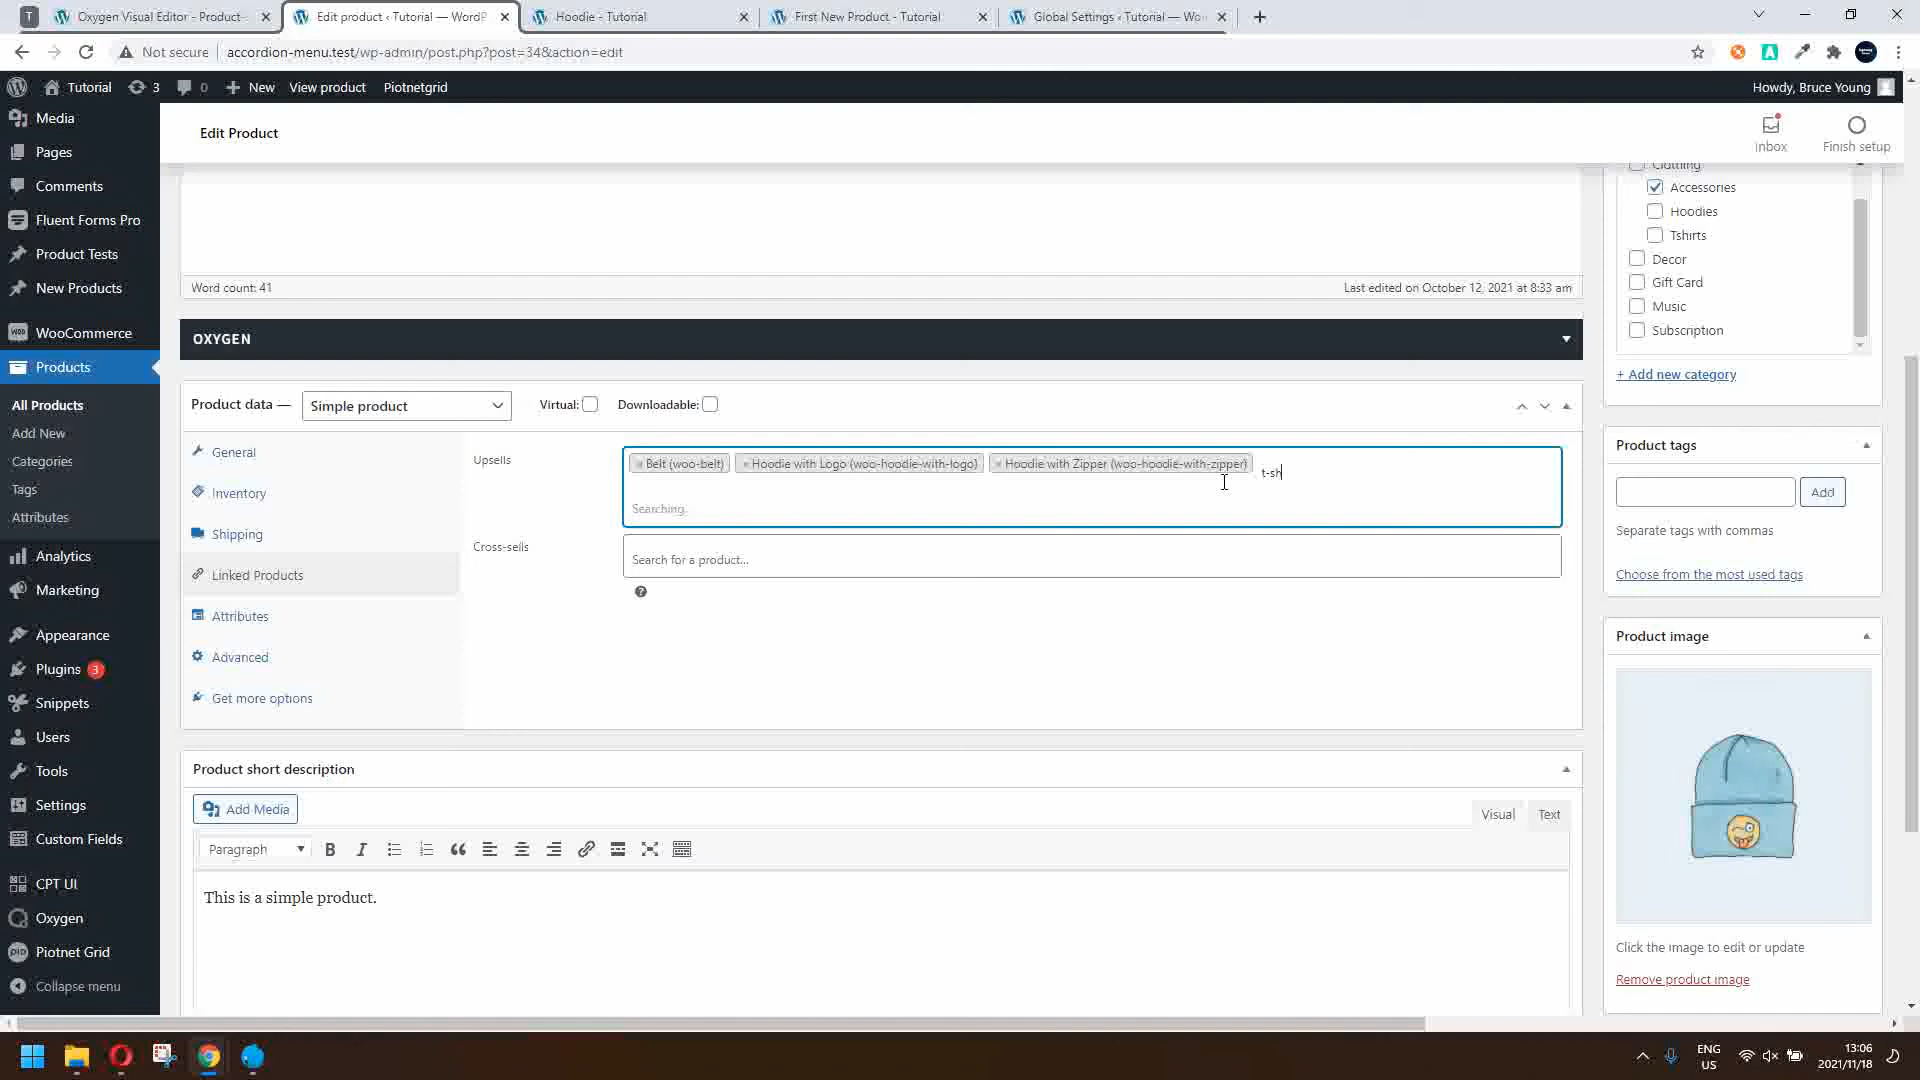 Oxygen Visual Editor - Product
Edit product ‹ Tutorial — WordP
Hoodie - Tutorial
First New Product - Tutorial
Global Settings ‹ Tutorial — Wo
Not secure
accordion-menu.test/wp-admin/post.php?post=34&action=edit
Tutorial
3
0
New
View product
Piotnetgrid
Howdy, Bruce Young
Media
Pages
Comments
Fluent Forms Pro
Product Tests
New Products
WooCommerce
Products
All Products
Add New
Categories
Tags
Attributes
Analytics
Marketing
Appearance
Plugins 3
Snippets
Users
Tools
Settings
Custom Fields
CPT UI
Oxygen
Piotnet Grid
Collapse menu
Edit Product
Inbox
Finish setup
Word count: 41
Last edited on October 12, 2021 at 8:33 am
OXYGEN
Product data —
Simple product
Virtual:
Downloadable:
General
Inventory
Shipping
Linked Products
Attributes
Advanced
Get more options
Upsells
× Belt (woo-belt)
× Hoodie with Logo (woo-hoodie-with-logo)
× Hoodie with Zipper (woo-hoodie-with-zipper)
t-sh
Searching.
Cross-sells
Search for a product...
Product short description
Add Media
Visual
Text
Paragraph
This is a simple product.
Clothing
Accessories
Hoodies
Tshirts
Decor
Gift Card
Music
Subscription
+ Add new category
Product tags
Add
Separate tags with commas
Choose from the most used tags
Product image
Click the image to edit or update
Remove product image
ENG
US
13:06
2021/11/18